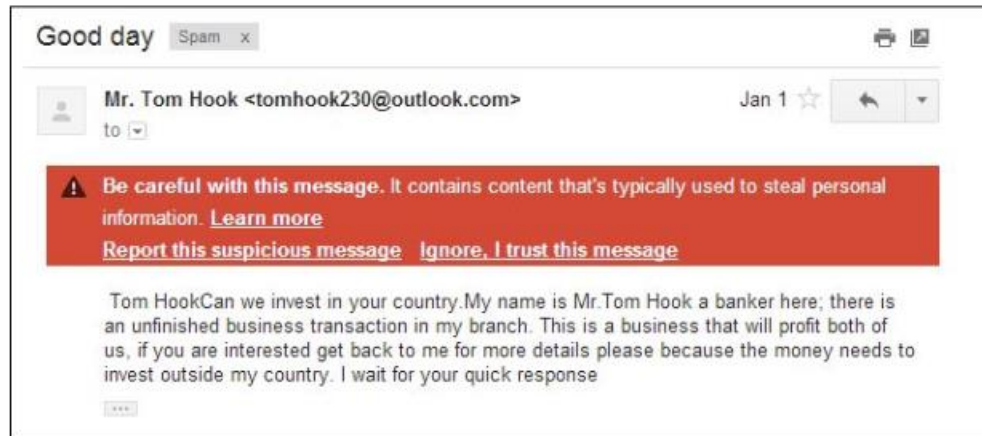 Good day Spam x
Mr. Tom Hook <tomhook230@outlook.com> Jan 1
to
Be careful with this message. It contains content that's typically used to steal personal
information. Learn more
Report this suspicious message Ignore, I trust this message
Tom HookCan we invest in your country.My name is Mr.Tom Hook a banker here; there is
an unfinished business transaction in my branch. This is a business that will profit both of
us, if you are interested get back to me for more details please because the money needs to
invest outside my country. I wait for your quick response
...